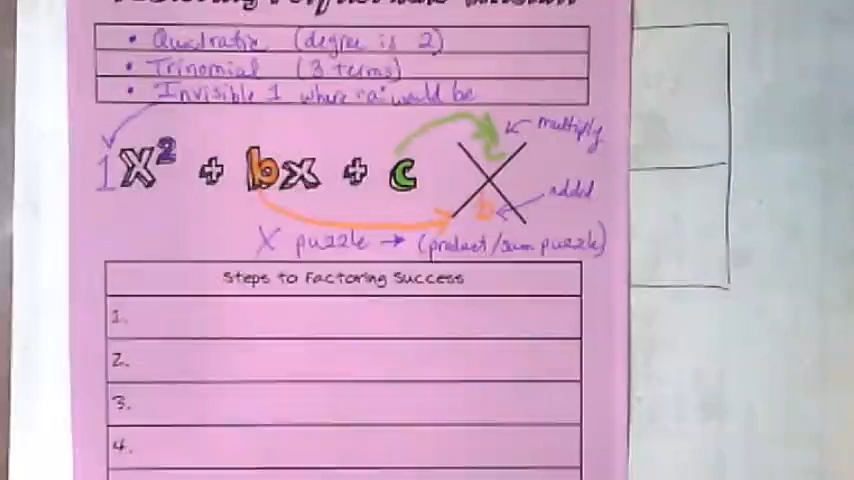 • Quadratic (degree is 2)
• Trinomial (3 terms)
• Invisible 1 where "a" would be
1x² + bx + c
c
multiply
b
added
X puzzle → (product/sum puzzle)
Steps to Factoring Success
1.
2.
3.
4.